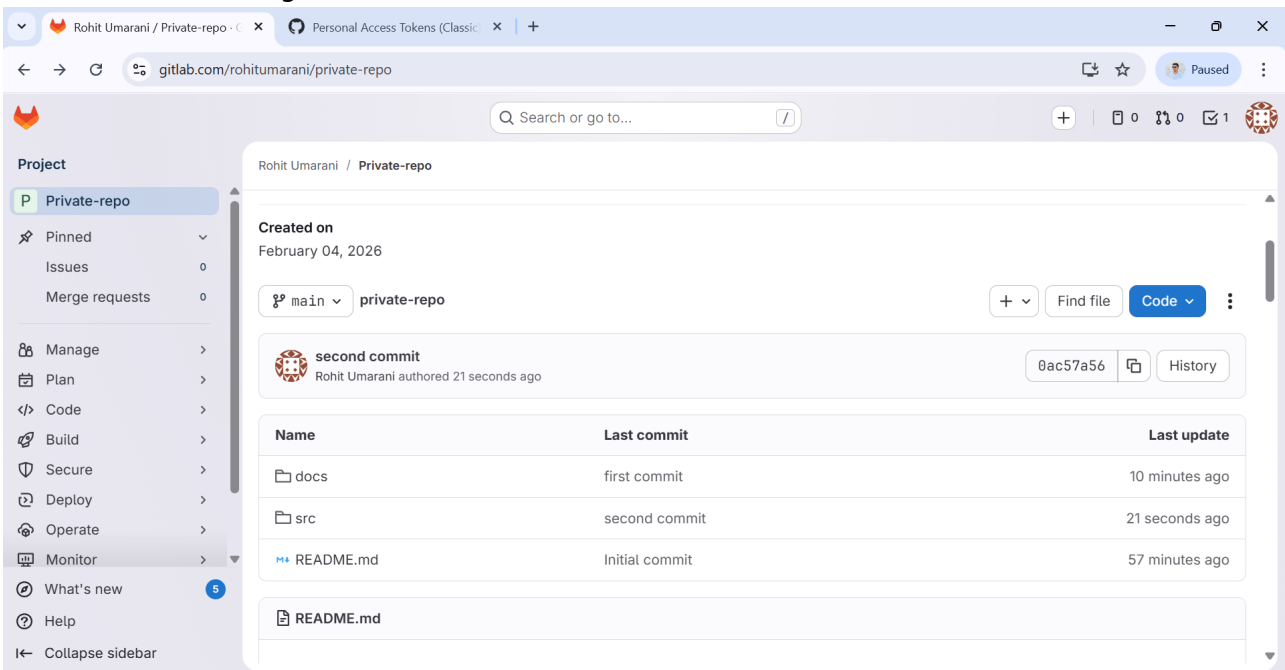 Rohit Umarani / Private-repo · G
Personal Access Tokens (Classic)
gitlab.com/rohitumarani/private-repo
Paused
Search or go to...
/
0
0
1
Project
P Private-repo
Pinned
Issues 0
Merge requests 0
Manage
Plan
Code
Build
Secure
Deploy
Operate
Monitor
What's new 5
Help
Collapse sidebar
Rohit Umarani / Private-repo
Created on
February 04, 2026
main private-repo
Find file
Code
second commit
Rohit Umarani authored 21 seconds ago
0ac57a56
History
Name Last commit Last update
docs first commit 10 minutes ago
src second commit 21 seconds ago
README.md Initial commit 57 minutes ago
README.md